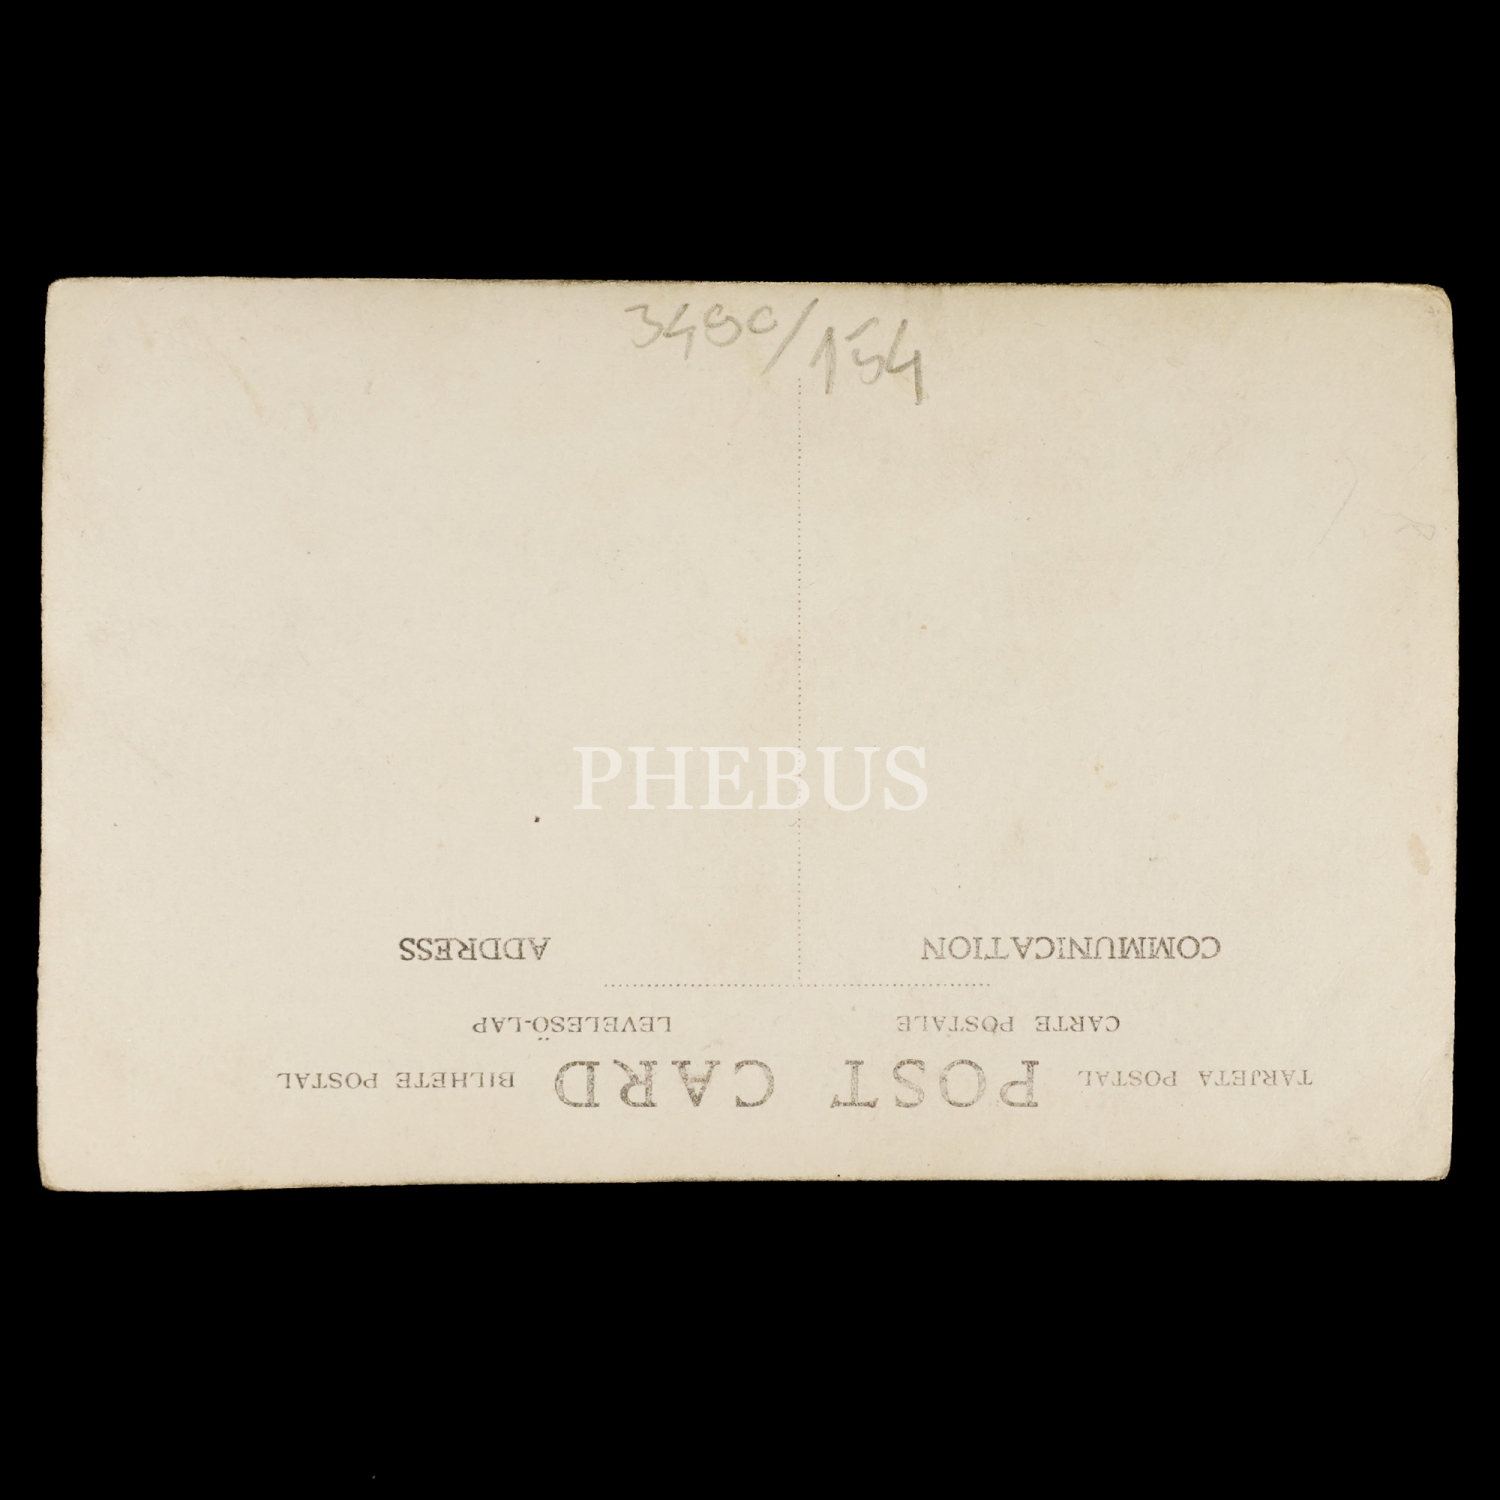 3490/154
PHEBUS
POST CARD
TARJETA POSTAL
BILHETE POSTAL
CARTE POSTALE
LEVELESÖ-LAP
COMMUNICATION
ADDRESS